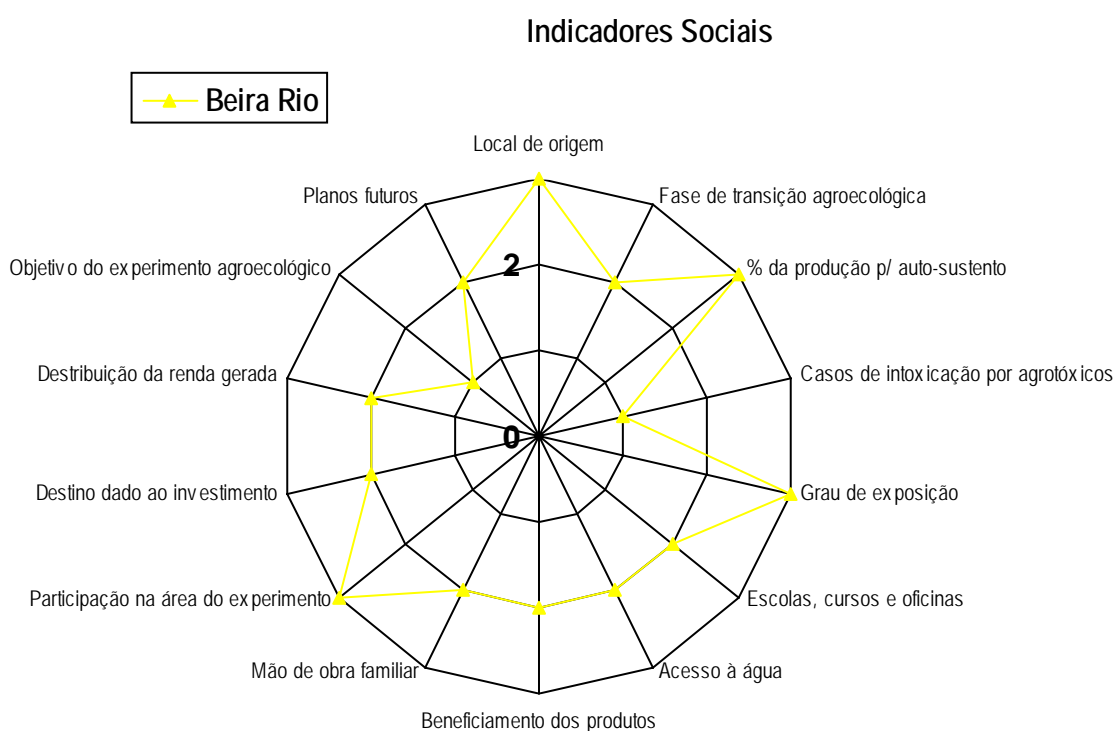 Indicadores Sociais
Beira Rio
Local de origem
Planos futuros
Fase de transição agroecológica
Objetivo do experimento agroecológico
2
% da produção p/ auto-sustento
Destribuição da renda gerada
Casos de intoxicação por agrotóxicos
0
Destino dado ao investimento
Grau de exposição
Participação na área do experimento
Escolas, cursos e oficinas
Mão de obra familiar
Acesso à água
Beneficiamento dos produtos